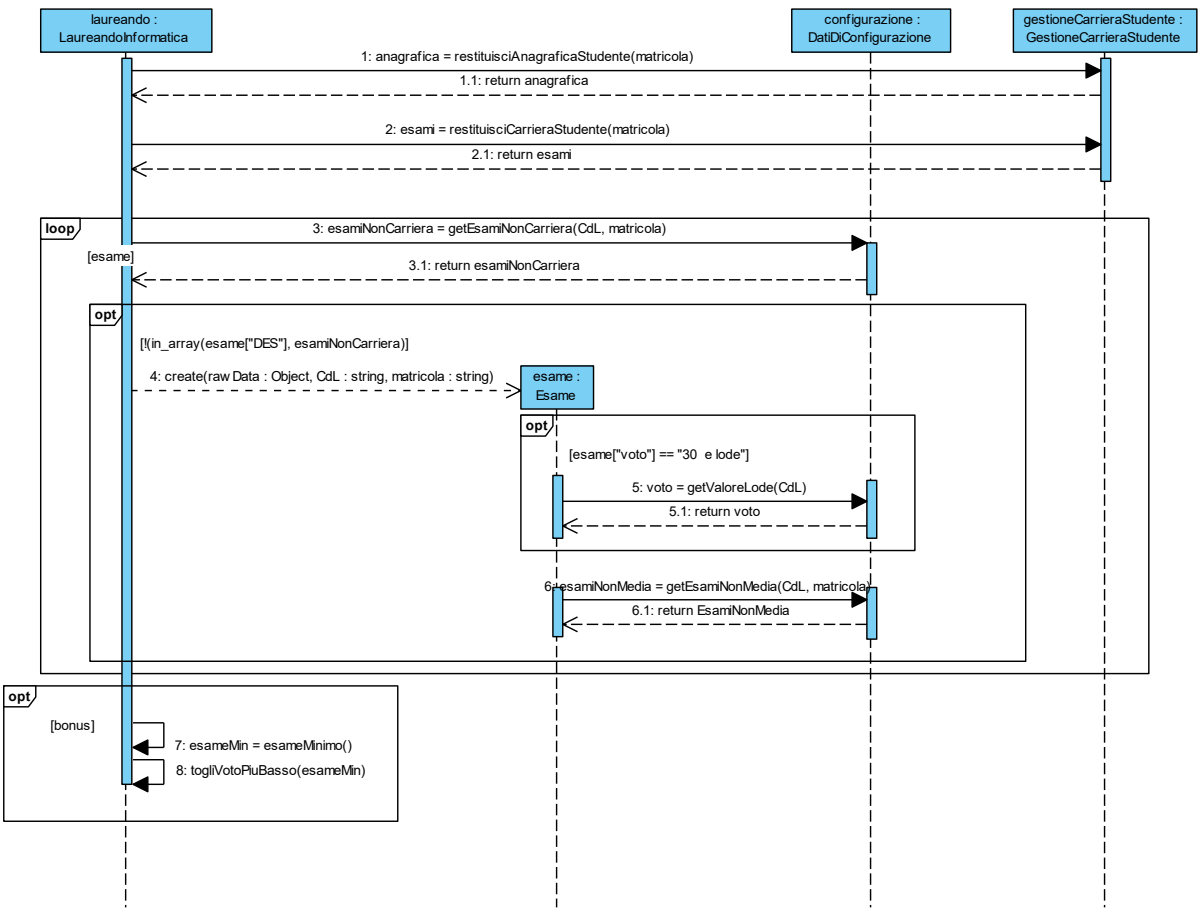 laureando :
LaureandoInformatica
configurazione :
DatiDiConfigurazione
gestioneCarrieraStudente :
GestioneCarrieraStudente
1: anagrafica = restituisciAnagraficaStudente(matricola)
1.1: return anagrafica
2: esami = restituisciCarrieraStudente(matricola)
2.1: return esami
loop
3: esamiNonCarriera = getEsamiNonCarriera(CdL, matricola)
[esame]
3.1: return esamiNonCarriera
opt
[!(in_array(esame["DES"], esamiNonCarriera)]
4: create(raw Data : Object, CdL : string, matricola : string)
esame :
Esame
opt
[esame["voto"] == "30 e lode"]
5: voto = getValoreLode(CdL)
5.1: return voto
6: esamiNonMedia = getEsamiNonMedia(CdL, matricola)
6.1: return EsamiNonMedia
opt
[bonus]
7: esameMin = esameMinimo()
8: togliVotoPiuBasso(esameMin)